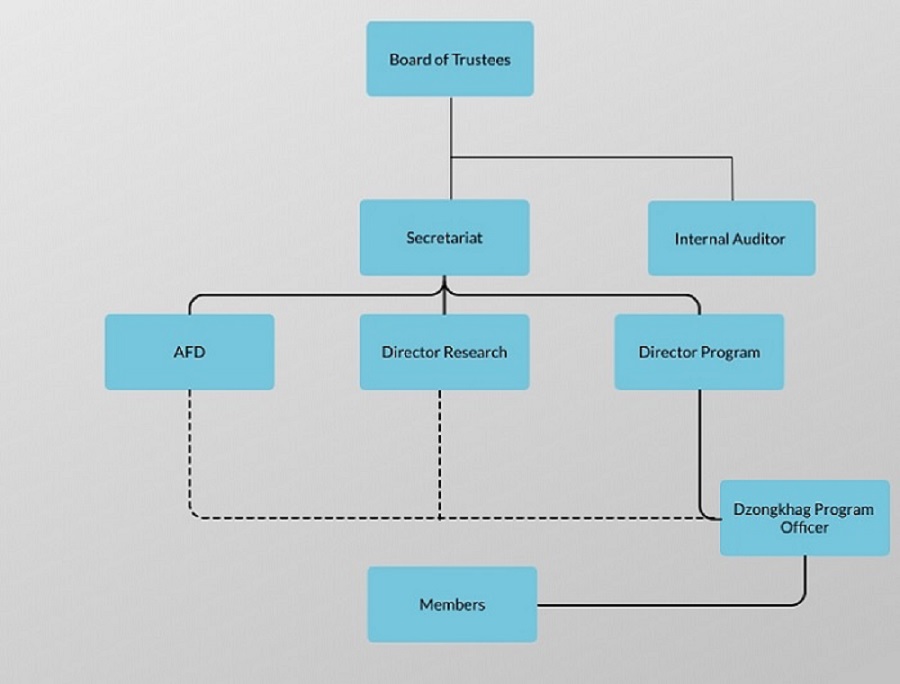 Board of Trustees
Secretariat
Internal Auditor
AFD
Director Research
Director Program
Dzongkhag Program
Officer
Members